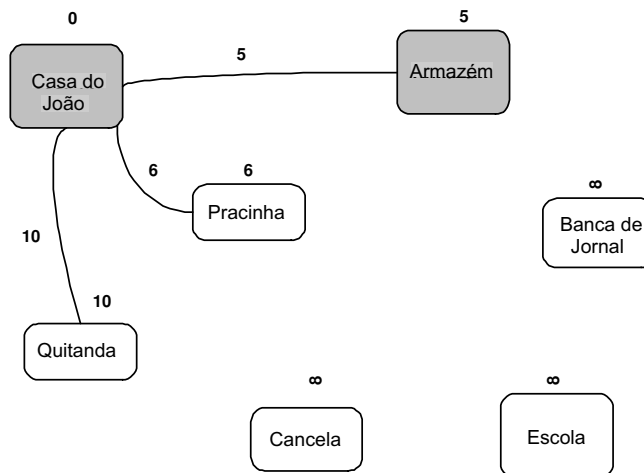 0
5
Casa do
João
5
Armazém
6
6
Pracinha
∞
Banca de
Jornal
10
10
Quitanda
∞
∞
Cancela
Escola